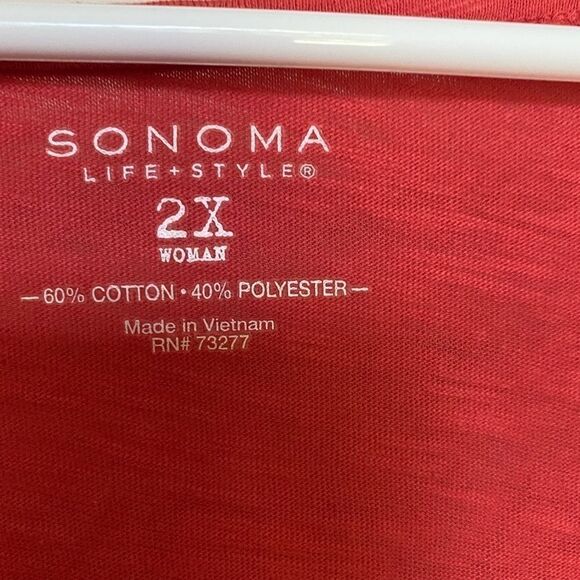 SONOMA
LIFE+STYLE®
2X
WOMAN
—60% COTTON • 40% POLYESTER—
Made in Vietnam
RN# 73277